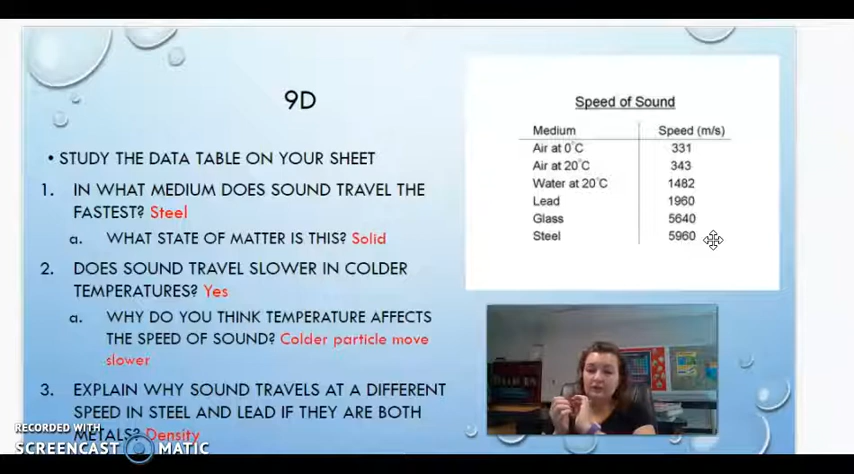 9D
• STUDY THE DATA TABLE ON YOUR SHEET
1. IN WHAT MEDIUM DOES SOUND TRAVEL THE
FASTEST? Steel
a. WHAT STATE OF MATTER IS THIS? Solid
2. DOES SOUND TRAVEL SLOWER IN COLDER
TEMPERATURES? Yes
a. WHY DO YOU THINK TEMPERATURE AFFECTS
THE SPEED OF SOUND? Colder particle move
slower
3. EXPLAIN WHY SOUND TRAVELS AT A DIFFERENT
SPEED IN STEEL AND LEAD IF THEY ARE BOTH
METALS? Density
Speed of Sound
Medium Speed (m/s)
Air at 0°C 331
Air at 20°C 343
Water at 20°C 1482
Lead 1960
Glass 5640
Steel 5960
RECORDED WITH
SCREENCAST MATIC